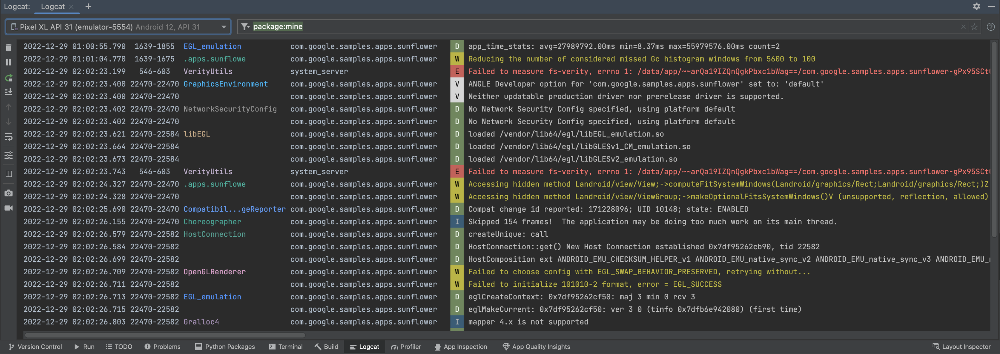 Logcat: Logcat
Pixel XL API 31 (emulator-5554) Android 12, API 31 package:mine
2022-12-29 01:00:55.790 1639-1855 EGL_emulation com.google.samples.apps.sunflower D app_time_stats: avg=27989792.00ms min=8.37ms max=55979576.00ms count=2
2022-12-29 01:01:04.770 1639-1675 .apps.sunflowe com.google.samples.apps.sunflower W Reducing the number of considered missed Gc histogram windows from 5600 to 100
2022-12-29 02:02:23.199 546-603 VerityUtils system_server E Failed to measure fs-verity, errno 1: /data/app/~~arQa19IZQnQgkPbxc1bWag==/com.google.samples.apps.sunflower-gPx95SCt
2022-12-29 02:02:23.400 22470-22470 GraphicsEnvironment com.google.samples.apps.sunflower V ANGLE Developer option for 'com.google.samples.apps.sunflower' set to: 'default'
2022-12-29 02:02:23.400 22470-22470 com.google.samples.apps.sunflower V Neither updatable production driver nor prerelease driver is supported.
2022-12-29 02:02:23.402 22470-22470 NetworkSecurityConfig com.google.samples.apps.sunflower D No Network Security Config specified, using platform default
2022-12-29 02:02:23.402 22470-22470 com.google.samples.apps.sunflower D No Network Security Config specified, using platform default
2022-12-29 02:02:23.621 22470-22584 libEGL com.google.samples.apps.sunflower D loaded /vendor/lib64/egl/libEGL_emulation.so
2022-12-29 02:02:23.664 22470-22584 com.google.samples.apps.sunflower D loaded /vendor/lib64/egl/libGLESv1_CM_emulation.so
2022-12-29 02:02:23.673 22470-22584 com.google.samples.apps.sunflower D loaded /vendor/lib64/egl/libGLESv2_emulation.so
2022-12-29 02:02:23.743 546-603 VerityUtils system_server E Failed to measure fs-verity, errno 1: /data/app/~~arQa19IZQnQgkPbxc1bWag==/com.google.samples.apps.sunflower-gPx95SCt
2022-12-29 02:02:24.327 22470-22470 .apps.sunflowe com.google.samples.apps.sunflower W Accessing hidden method Landroid/view/View;->computeFitSystemWindows(Landroid/graphics/Rect;Landroid/graphics/Rect;)Z
2022-12-29 02:02:24.328 22470-22470 com.google.samples.apps.sunflower W Accessing hidden method Landroid/view/ViewGroup;->makeOptionalFitsSystemWindows()V (unsupported, reflection, allowed)
2022-12-29 02:02:25.690 22470-22470 Compatibil...geReporter com.google.samples.apps.sunflower D Compat change id reported: 171228096; UID 10148; state: ENABLED
2022-12-29 02:02:26.155 22470-22470 Choreographer com.google.samples.apps.sunflower I Skipped 154 frames!  The application may be doing too much work on its main thread.
2022-12-29 02:02:26.579 22470-22582 HostConnection com.google.samples.apps.sunflower D createUnique: call
2022-12-29 02:02:26.584 22470-22582 com.google.samples.apps.sunflower D HostConnection::get() New Host Connection established 0x7df95262cb90, tid 22582
2022-12-29 02:02:26.699 22470-22582 com.google.samples.apps.sunflower D HostComposition ext ANDROID_EMU_CHECKSUM_HELPER_v1 ANDROID_EMU_native_sync_v2 ANDROID_EMU_native_sync_v3 ANDROID_EMU_
2022-12-29 02:02:26.709 22470-22582 OpenGLRenderer com.google.samples.apps.sunflower W Failed to choose config with EGL_SWAP_BEHAVIOR_PRESERVED, retrying without...
2022-12-29 02:02:26.711 22470-22582 com.google.samples.apps.sunflower W Failed to initialize 101010-2 format, error = EGL_SUCCESS
2022-12-29 02:02:26.713 22470-22582 EGL_emulation com.google.samples.apps.sunflower D eglCreateContext: 0x7df95262cf50: maj 3 min 0 rcv 3
2022-12-29 02:02:26.715 22470-22582 com.google.samples.apps.sunflower D eglMakeCurrent: 0x7df95262cf50: ver 3 0 (tinfo 0x7dfb6e942080) (first time)
2022-12-29 02:02:26.803 22470-22582 Gralloc4 com.google.samples.apps.sunflower I mapper 4.x is not supported
Version Control Run TODO Problems Python Packages Terminal Build Logcat Profiler App Inspection App Quality Insights Layout Inspector